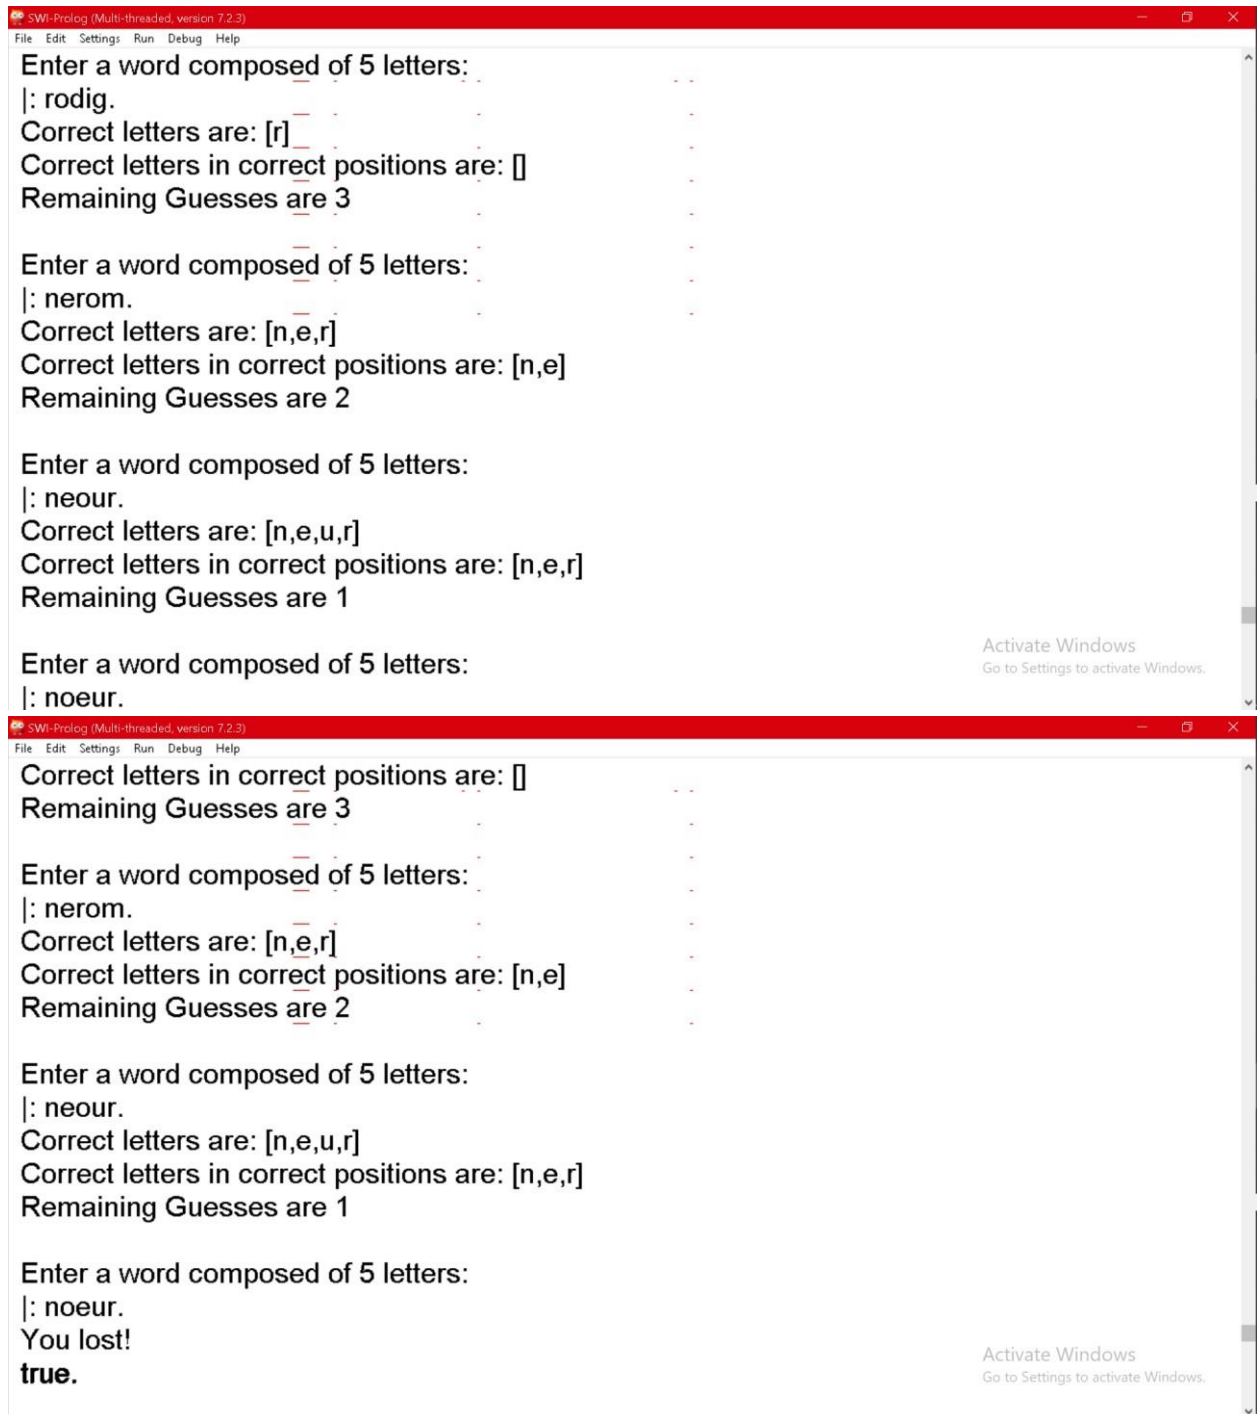 SWI-Prolog (Multi-threaded, version 7.2.3)
File Edit Settings Run Debug Help
Enter a word composed of 5 letters:
|: rodig.
Correct letters are: [r]
Correct letters in correct positions are: []
Remaining Guesses are 3
Enter a word composed of 5 letters:
|: nerom.
Correct letters are: [n,e,r]
Correct letters in correct positions are: [n,e]
Remaining Guesses are 2
Enter a word composed of 5 letters:
|: neour.
Correct letters are: [n,e,u,r]
Correct letters in correct positions are: [n,e,r]
Remaining Guesses are 1
Activate Windows
Go to Settings to activate Windows.
Enter a word composed of 5 letters:
|: noeur.
SWI-Prolog (Multi-threaded, version 7.2.3)
File Edit Settings Run Debug Help
Correct letters in correct positions are: []
Remaining Guesses are 3
Enter a word composed of 5 letters:
|: nerom.
Correct letters are: [n,e,r]
Correct letters in correct positions are: [n,e]
Remaining Guesses are 2
Enter a word composed of 5 letters:
|: neour.
Correct letters are: [n,e,u,r]
Correct letters in correct positions are: [n,e,r]
Remaining Guesses are 1
Enter a word composed of 5 letters:
|: noeur.
You lost!
true.
Activate Windows
Go to Settings to activate Windows.